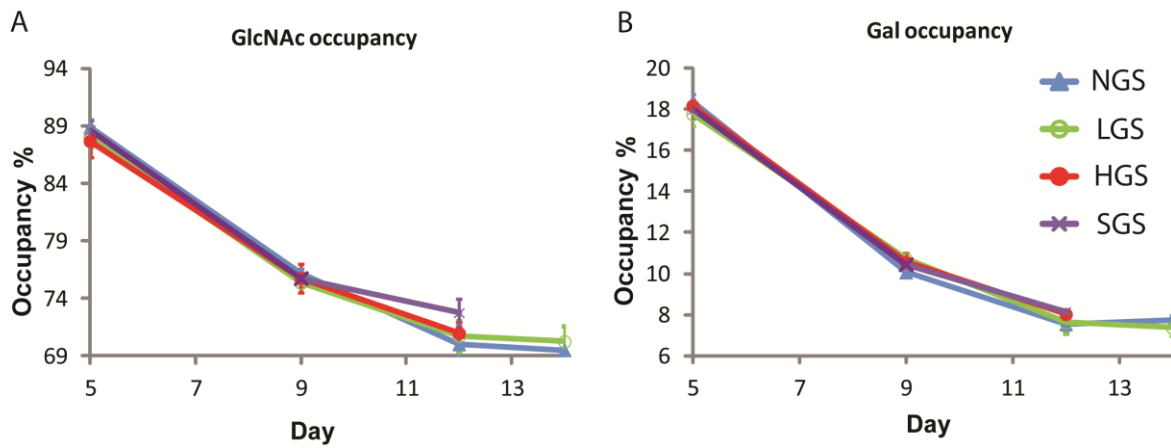 A
GlcNAc occupancy
Occupancy %
94
89
84
79
74
69
5
7
9
11
13
Day
B
Gal occupancy
Occupancy %
20
18
16
14
12
10
8
6
5
7
9
11
13
Day
NGS
LGS
HGS
SGS